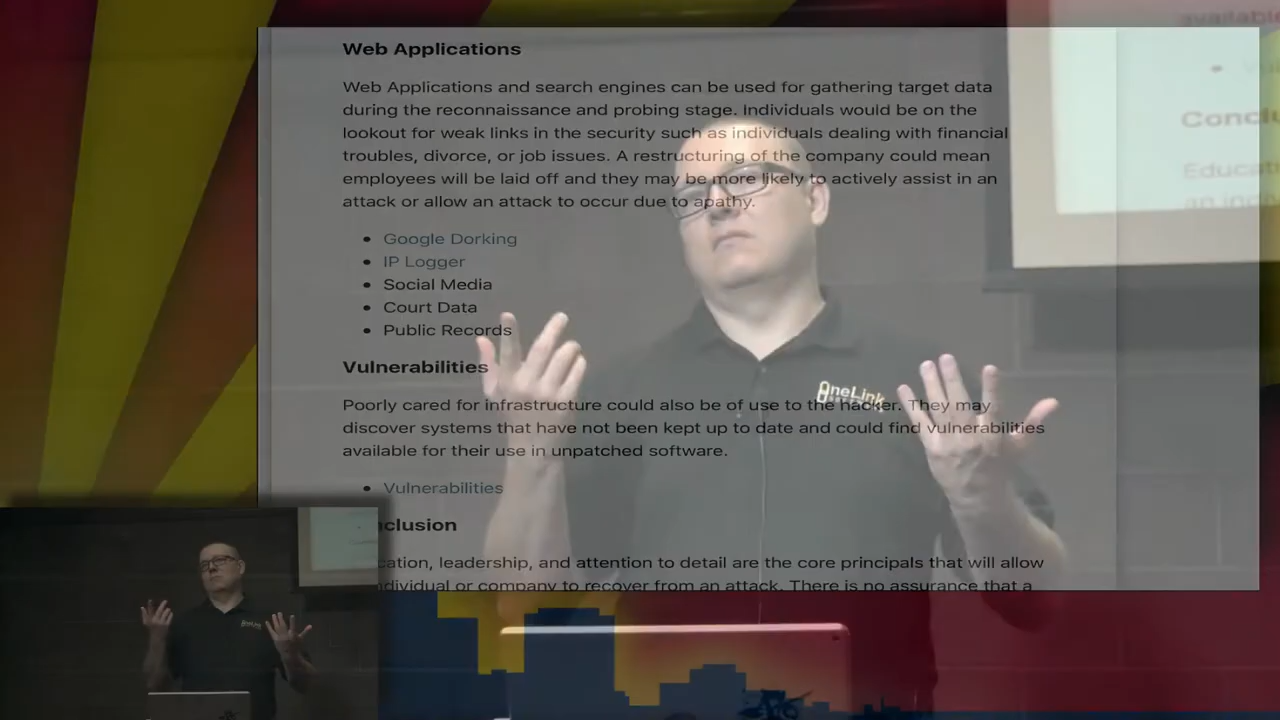 Web Applications
Web Applications and search engines can be used for gathering target data
during the reconnaissance and probing stage. Individuals would be on the
lookout for weak links in the security such as individuals dealing with financial
troubles, divorce, or job issues. A restructuring of the company could mean
employees will be laid off and they may be more likely to actively assist in an
attack or allow an attack to occur due to apathy.
Google Dorking
IP Logger
Social Media
Court Data
Public Records
Vulnerabilities
Poorly cared for infrastructure could also be of use to the hacker. They may
discover systems that have not been kept up to date and could find vulnerabilities
available for their use in unpatched software.
Vulnerabilities
nclusion
cation, leadership, and attention to detail are the core principals that will allow
dividual or company to recover from an attack. There is no assurance that a
OneLink
availabl
Conclu
Educati